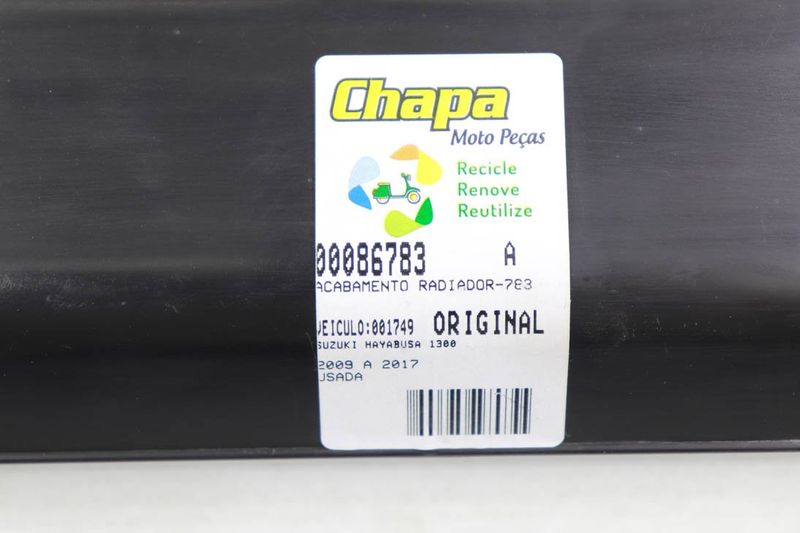 Chapa
Moto Peças
Recicle
Renove
Reutilize
00086783 A
ACABAMENTO RADIADOR-783
VEICULO:001749 ORIGINAL
SUZUKI HAYABUSA 1300
2009 A 2017
USADA